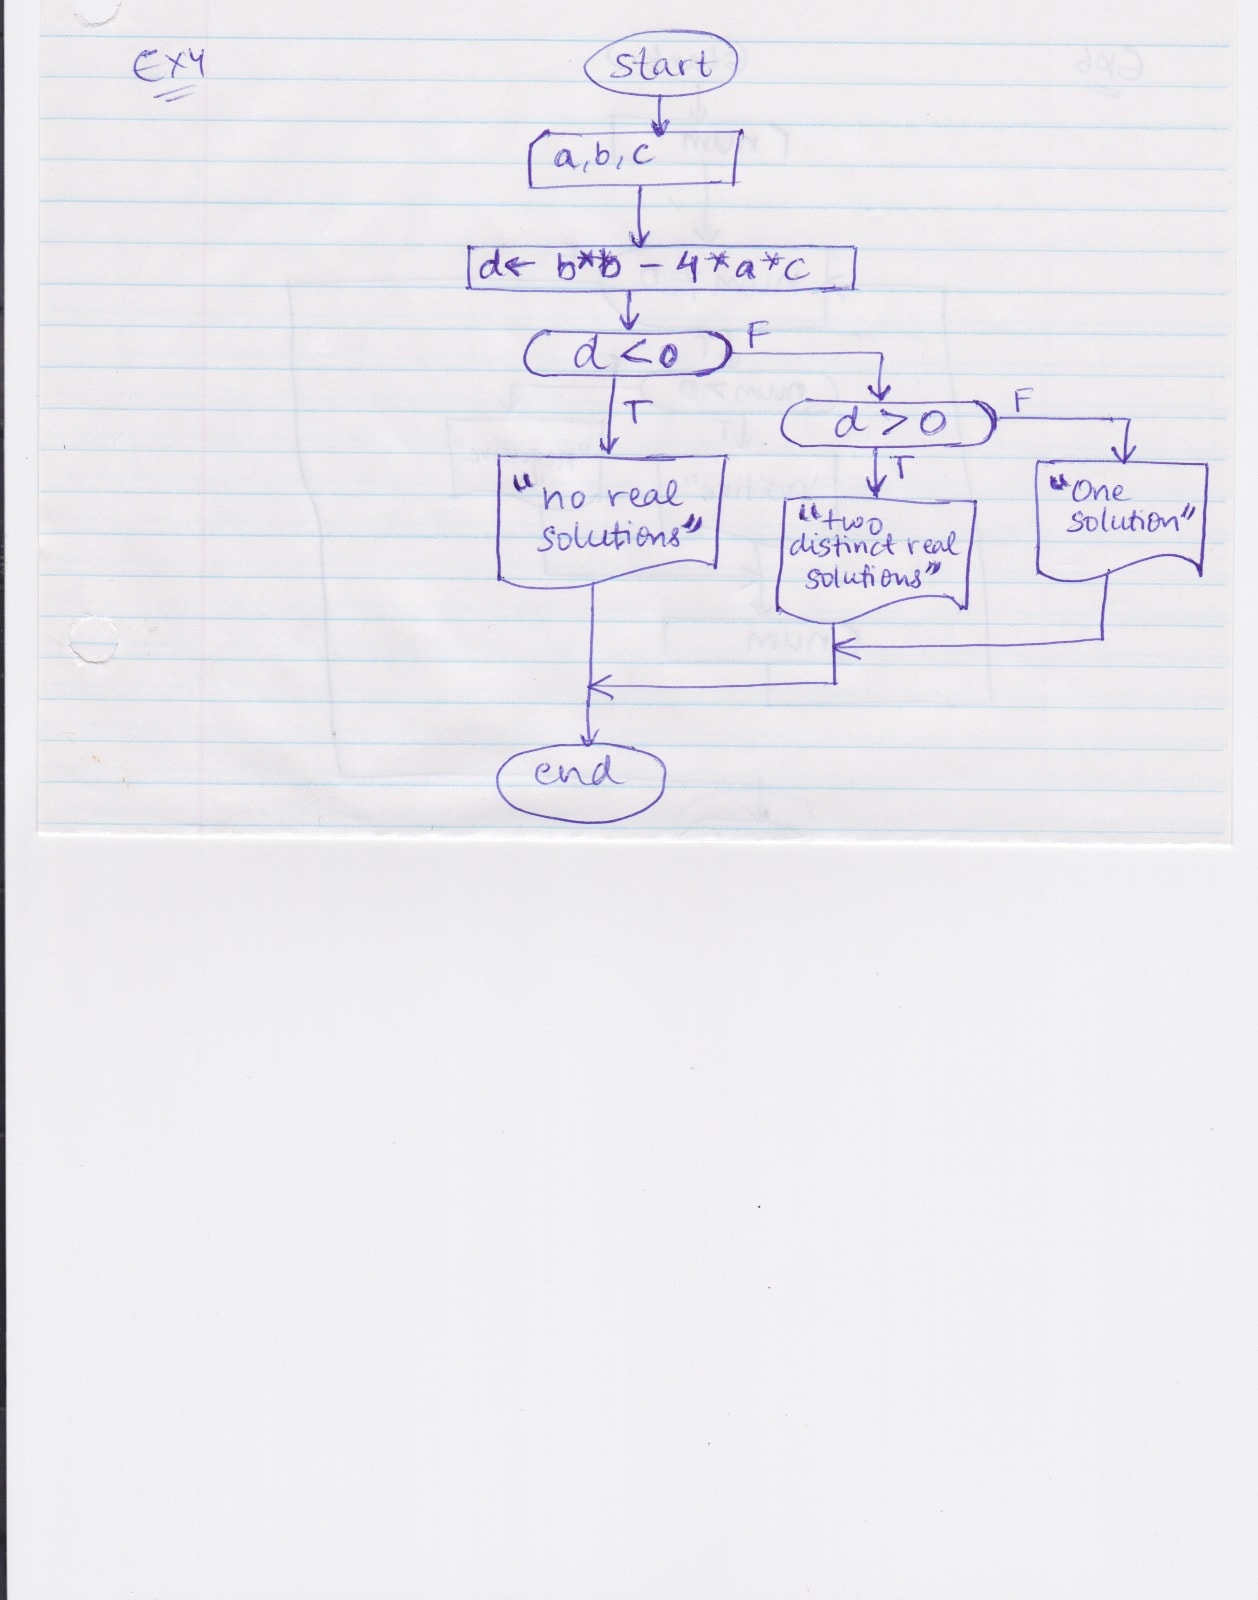 Ex4
start
a,b,c
d← b*b - 4*a*c
d<0
F
T
d>0
F
T
"no real
solutions"
"two
distinct real
solutions"
"One
solution"
end